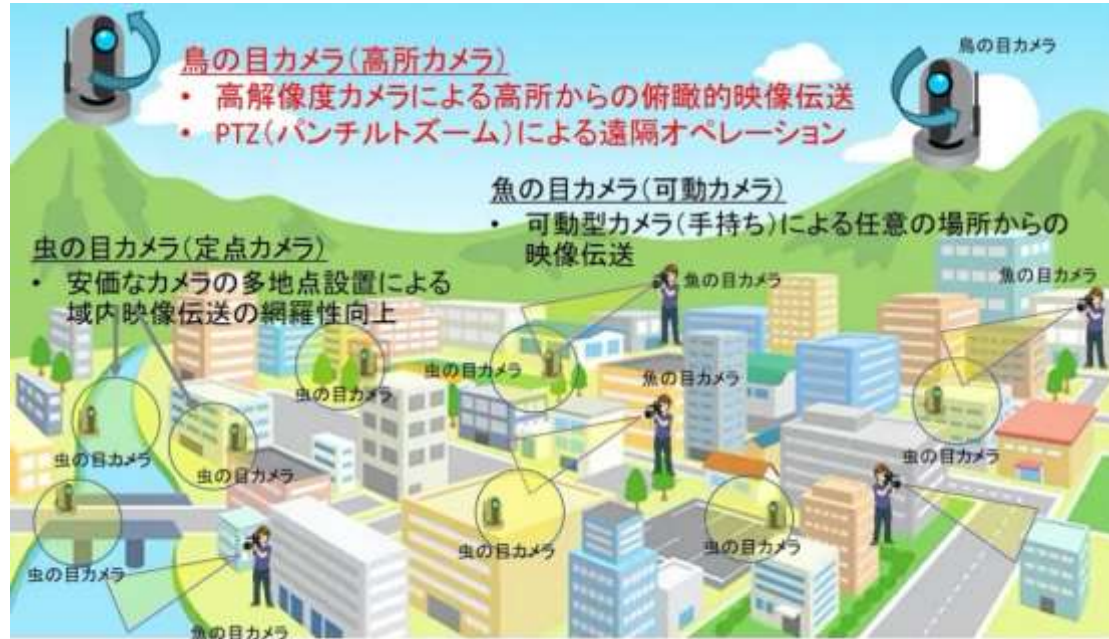 鳥の目カメラ(高所カメラ)
• 高解像度カメラによる高所からの俯瞰的映像伝送
• PTZ(パンチルトズーム)による遠隔オペレーション
鳥の目カメラ
魚の目カメラ(可動カメラ)
• 可動型カメラ(手持ち)による任意の場所からの
映像伝送
虫の目カメラ(定点カメラ)
• 安価なカメラの多地点設置による
域内映像伝送の網羅性向上
魚の目カメラ
魚の目カメラ
虫の目カメラ
虫の目カメラ
魚の目カメラ
虫の目カメラ
虫の目カメラ
虫の目カメラ
虫の目カメラ
虫の目カメラ
虫の目カメラ
魚の目カメラ